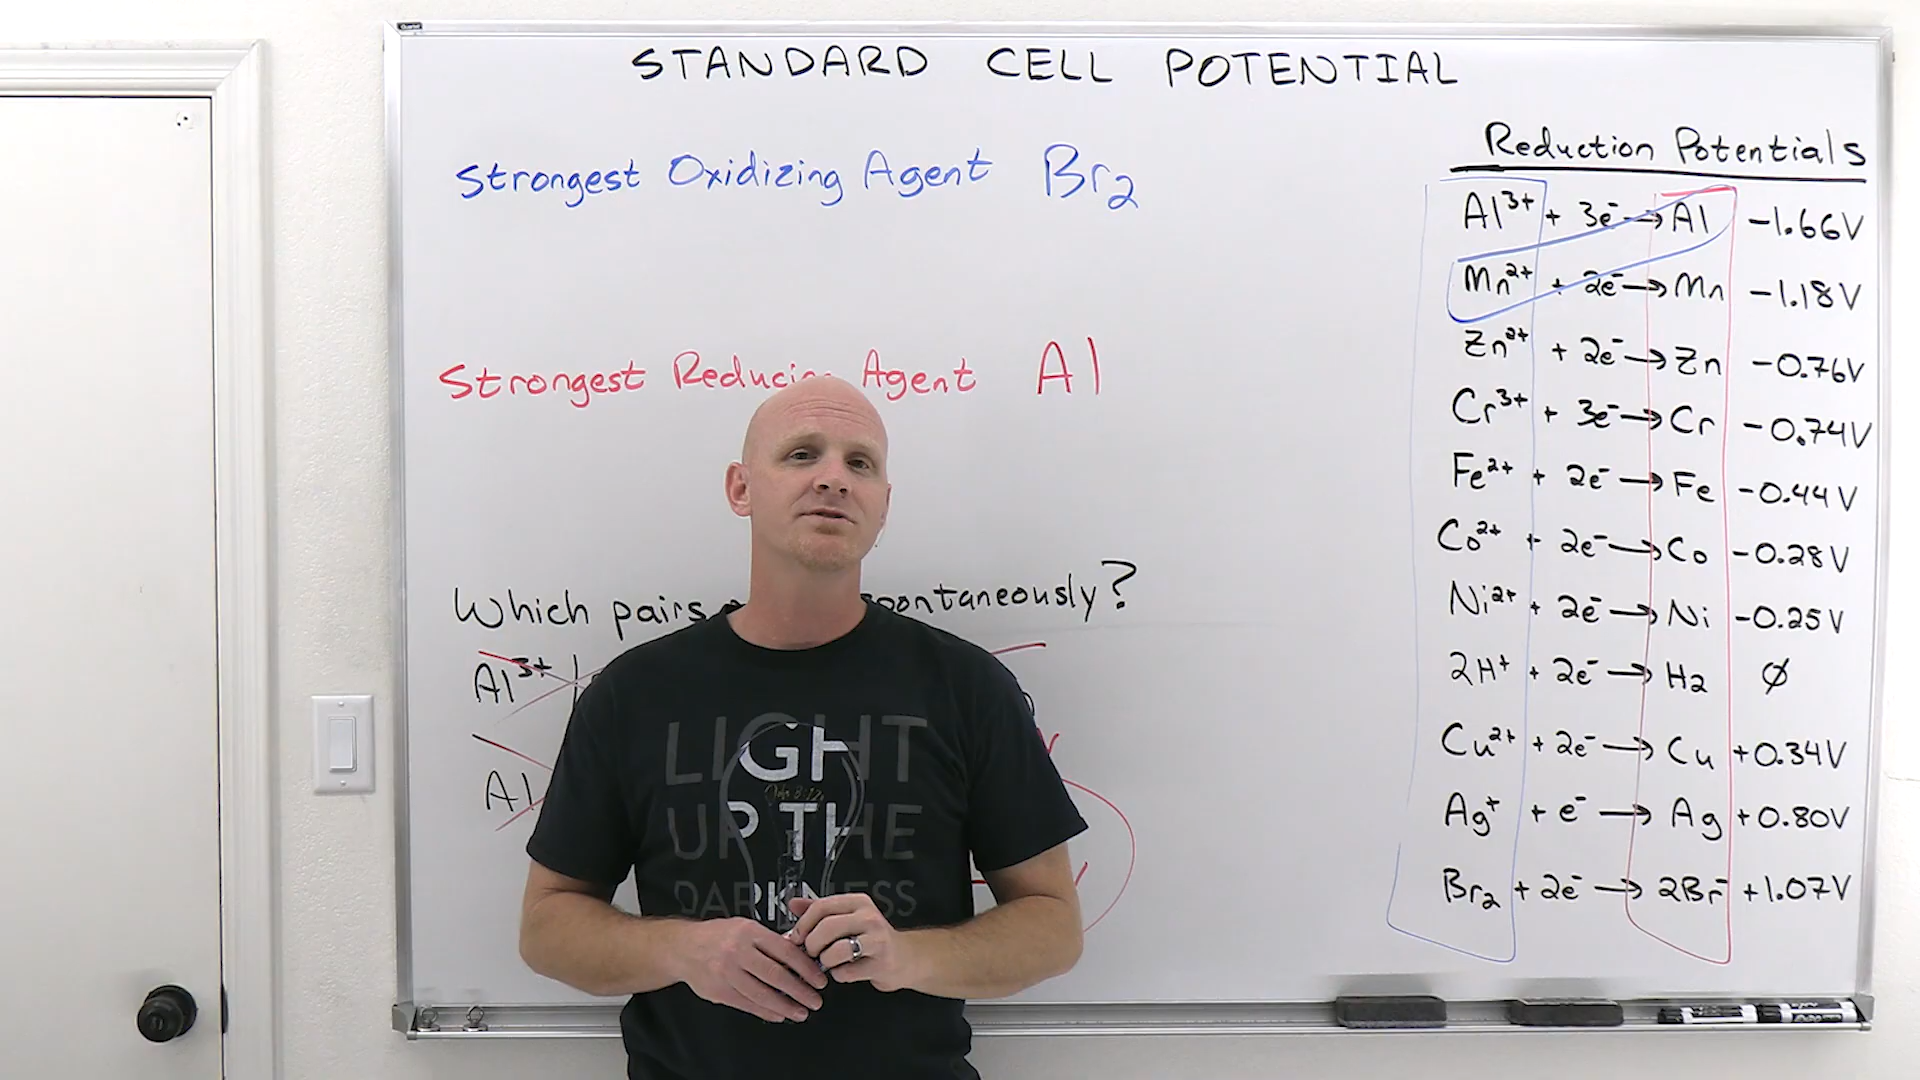 STANDARD CELL POTENTIAL
Strongest Oxidizing Agent Br₂
Strongest Reducing Agent Al
Which pairs spontaneously?
Al³⁺
Al
Reduction Potentials
Al³⁺ + 3e⁻ → Al -1.66V
Mn²⁺ + 2e⁻ → Mn -1.18V
Zn²⁺ + 2e⁻ → Zn -0.76V
Cr³⁺ + 3e⁻ → Cr -0.74V
Fe²⁺ + 2e⁻ → Fe -0.44V
Co²⁺ + 2e⁻ → Co -0.28V
Ni²⁺ + 2e⁻ → Ni -0.25V
2H⁺ + 2e⁻ → H₂ ∅
Cu²⁺ + 2e⁻ → Cu +0.34V
Ag⁺ + e⁻ → Ag +0.80V
Br₂ + 2e⁻ → 2Br⁻ +1.07V
LIGHT
UP THE
DARKNESS